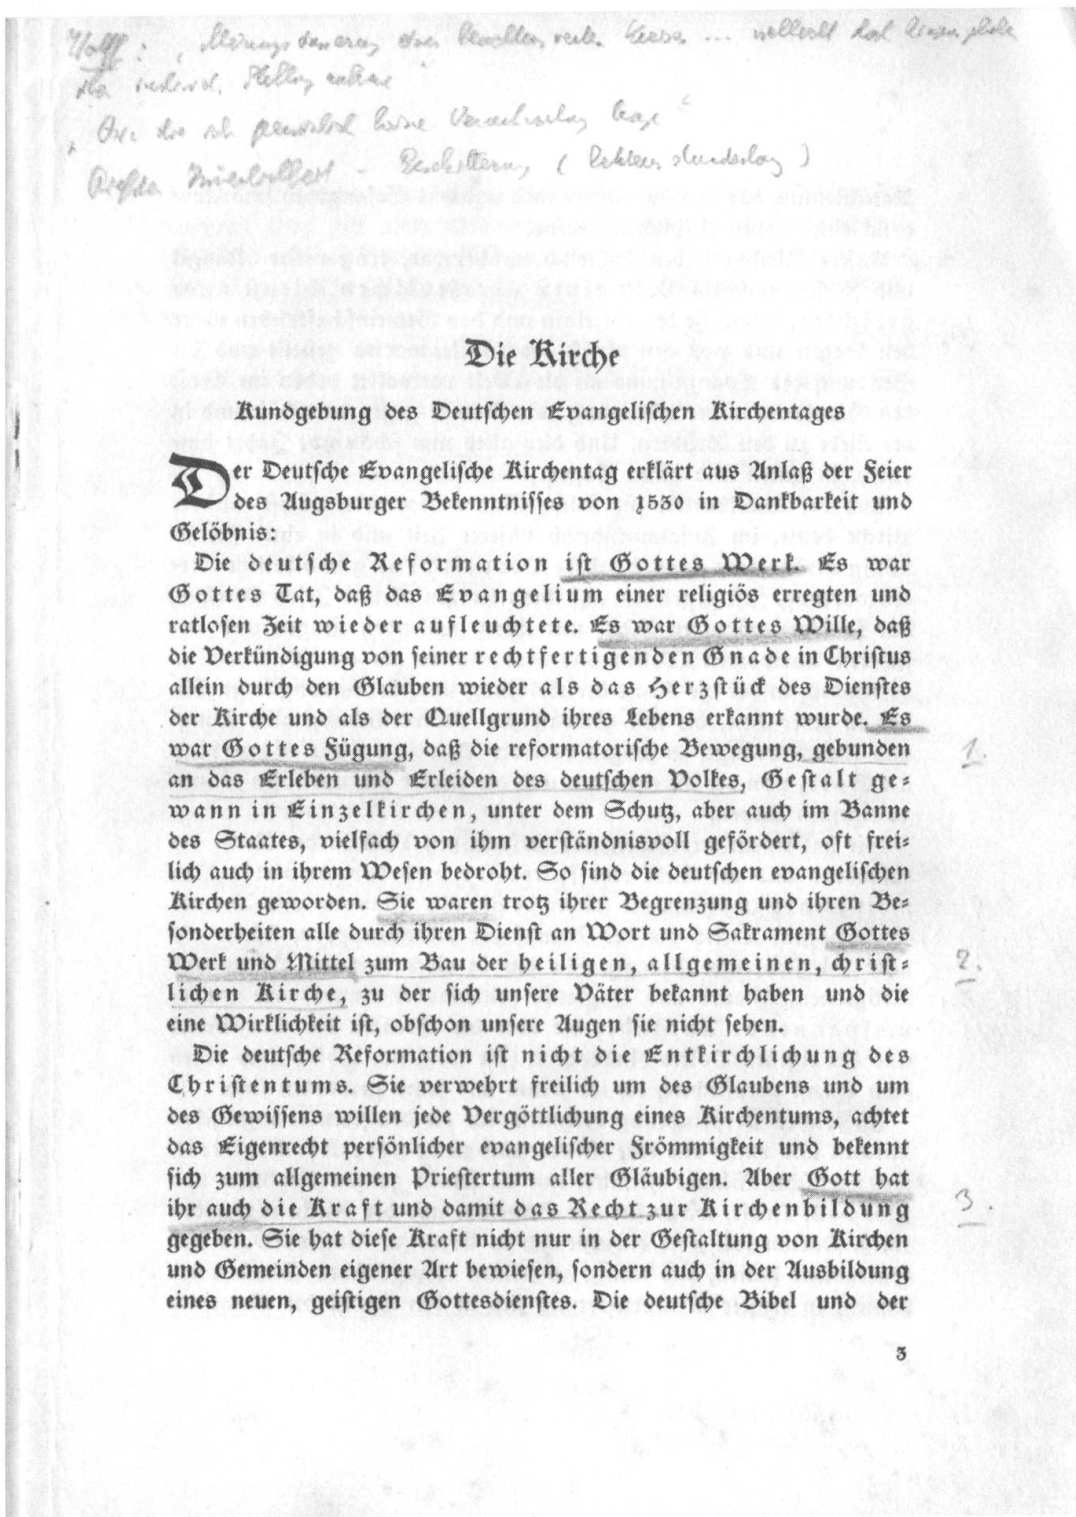 Wolff:
Die Kirche
Kundgebung des Deutschen Evangelischen Kirchentages
Der Deutsche Evangelische Kirchentag erklärt aus Anlaß der Feier
des Augsburger Bekenntnisses von 1530 in Dankbarkeit und
Gelöbnis:
Die deutsche Reformation ist Gottes Werk. Es war
Gottes Tat, daß das Evangelium einer religiös erregten und
ratlosen Zeit wieder aufleuchtete. Es war Gottes Wille, daß
die Verkündigung von seiner rechtfertigenden Gnade in Christus
allein durch den Glauben wieder als das Herzstück des Dienstes
der Kirche und als der Quellgrund ihres Lebens erkannt wurde. Es
war Gottes Fügung, daß die reformatorische Bewegung, gebunden
1.
an das Erleben und Erleiden des deutschen Volkes, Gestalt ge-
wann in Einzelkirchen, unter dem Schutz, aber auch im Banne
des Staates, vielfach von ihm verständnisvoll gefördert, oft frei-
lich auch in ihrem Wesen bedroht. So sind die deutschen evangelischen
Kirchen geworden. Sie waren trotz ihrer Begrenzung und ihren Be-
sonderheiten alle durch ihren Dienst an Wort und Sakrament Gottes
Werk und Mittel zum Bau der heiligen, allgemeinen, christ-
2.
lichen Kirche, zu der sich unsere Väter bekannt haben und die
eine Wirklichkeit ist, obschon unsere Augen sie nicht sehen.
Die deutsche Reformation ist nicht die Entkirchlichung des
Christentums. Sie verwehrt freilich um des Glaubens und um
des Gewissens willen jede Vergöttlichung eines Kirchentums, achtet
das Eigenrecht persönlicher evangelischer Frömmigkeit und bekennt
sich zum allgemeinen Priestertum aller Gläubigen. Aber Gott hat
ihr auch die Kraft und damit das Recht zur Kirchenbildung
3.
gegeben. Sie hat diese Kraft nicht nur in der Gestaltung von Kirchen
und Gemeinden eigener Art bewiesen, sondern auch in der Ausbildung
eines neuen, geistigen Gottesdienstes. Die deutsche Bibel und der
3